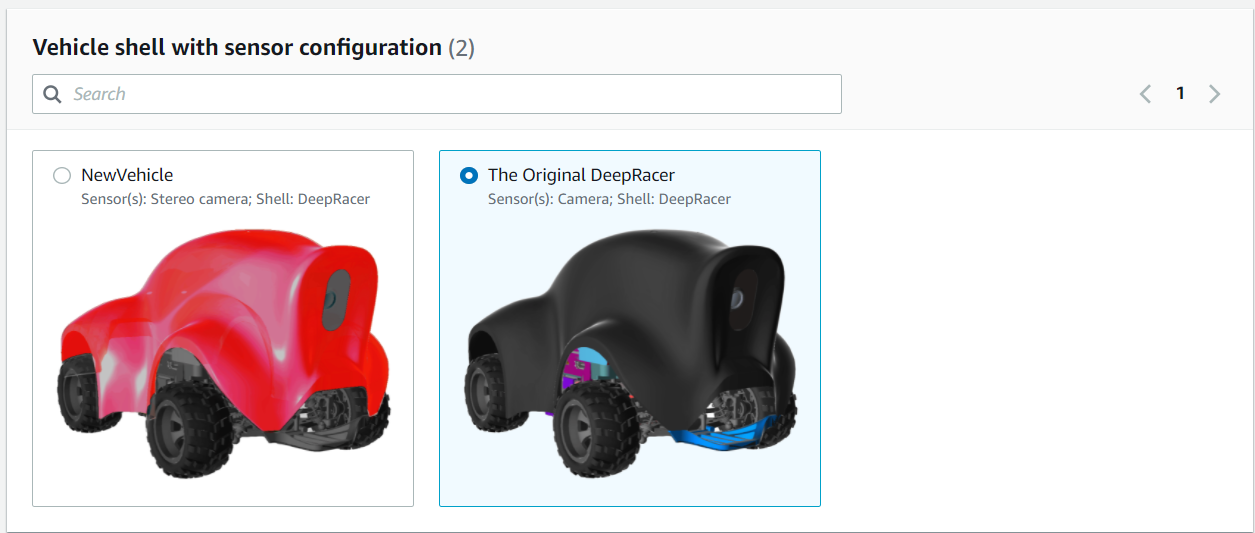 Vehicle shell with sensor configuration (2)
Search
1
NewVehicle
Sensor(s): Stereo camera; Shell: DeepRacer
The Original DeepRacer
Sensor(s): Camera; Shell: DeepRacer